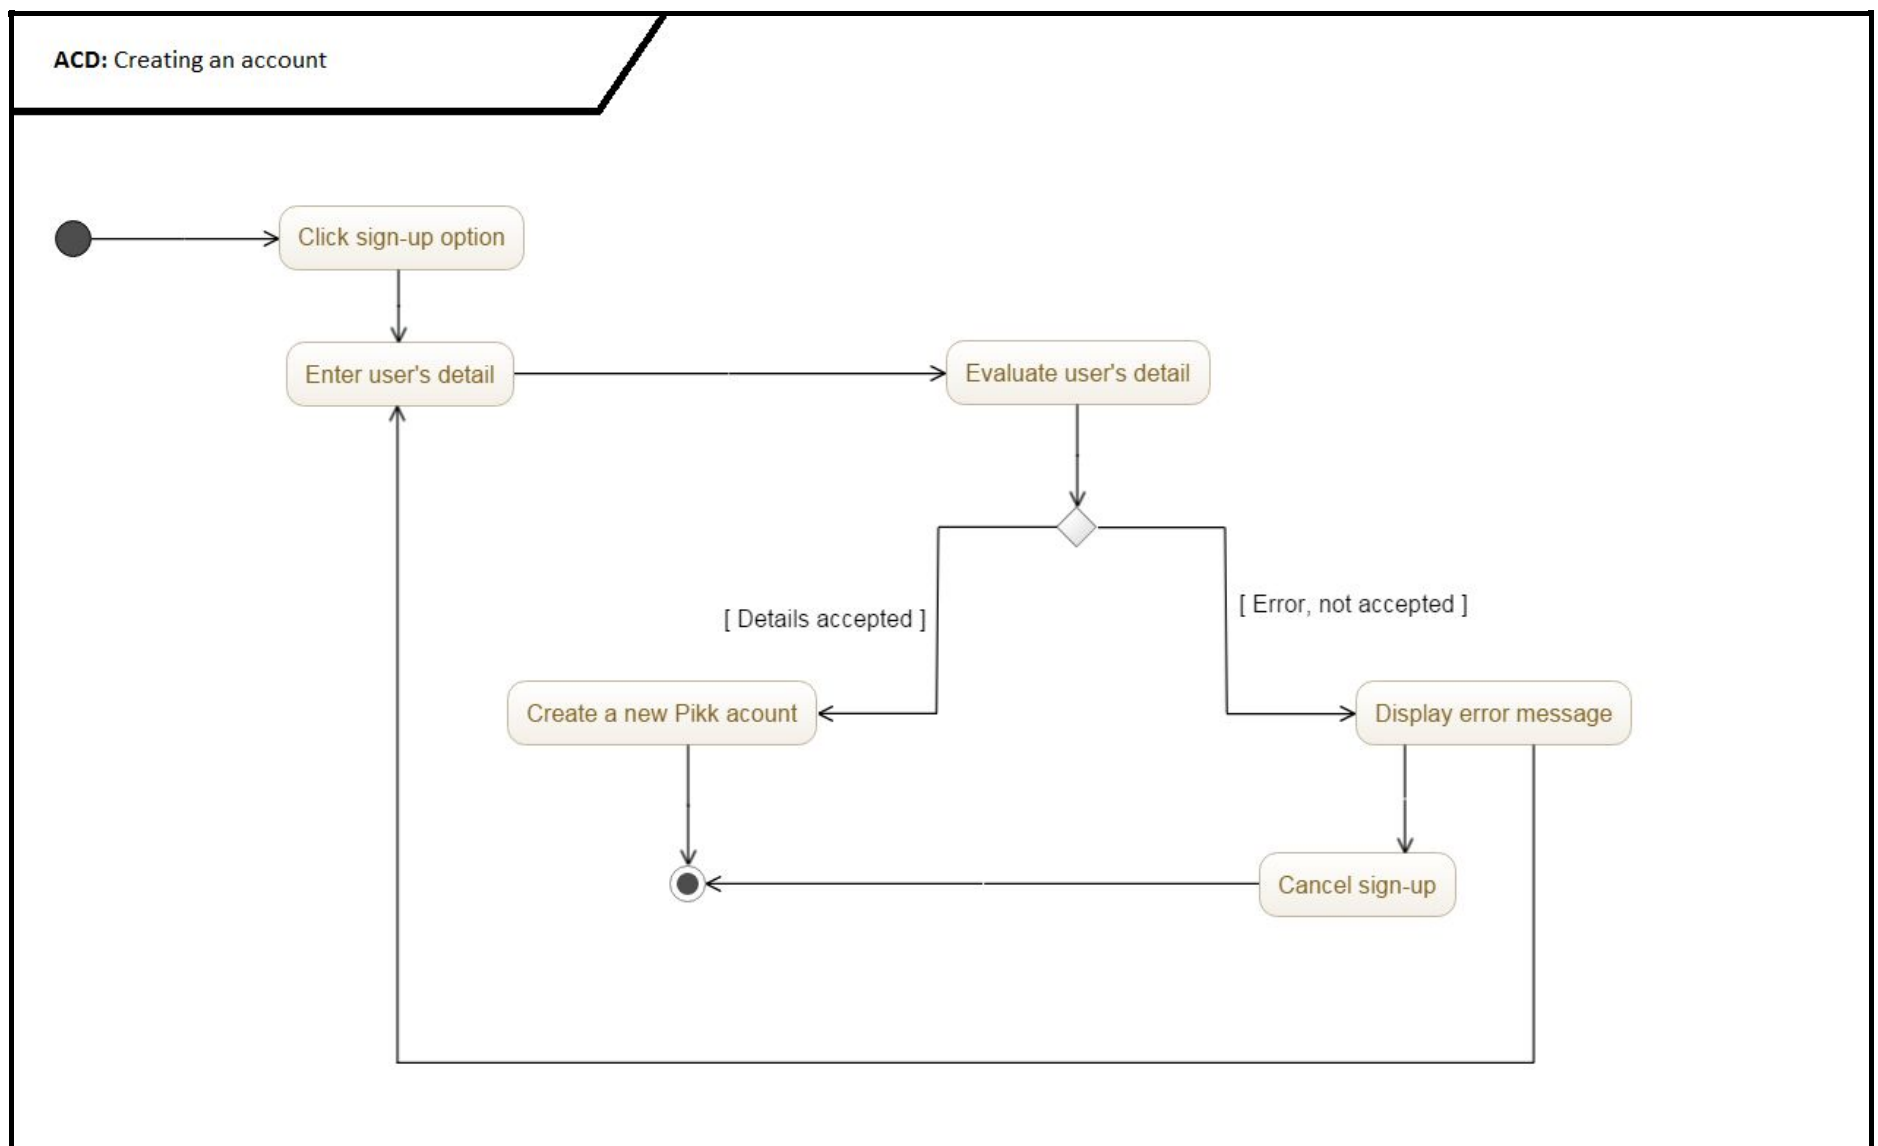 ACD: Creating an account
Click sign-up option
Enter user's detail
Evaluate user's detail
[ Details accepted ]
[ Error, not accepted ]
Create a new Pikk acount
Display error message
Cancel sign-up